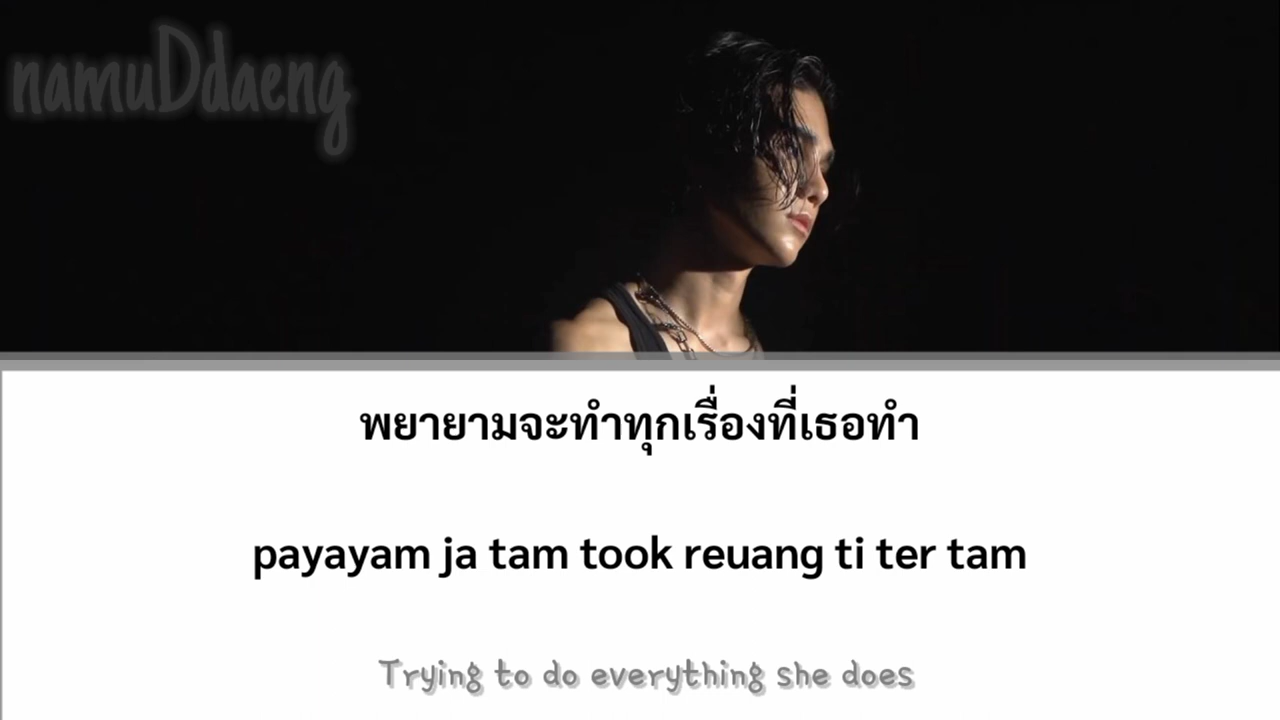 namuDdaeng
พยายามจะทำทุกเรื่องที่เธอทำ
payayam ja tam took reuang ti ter tam
Trying to do everything she does